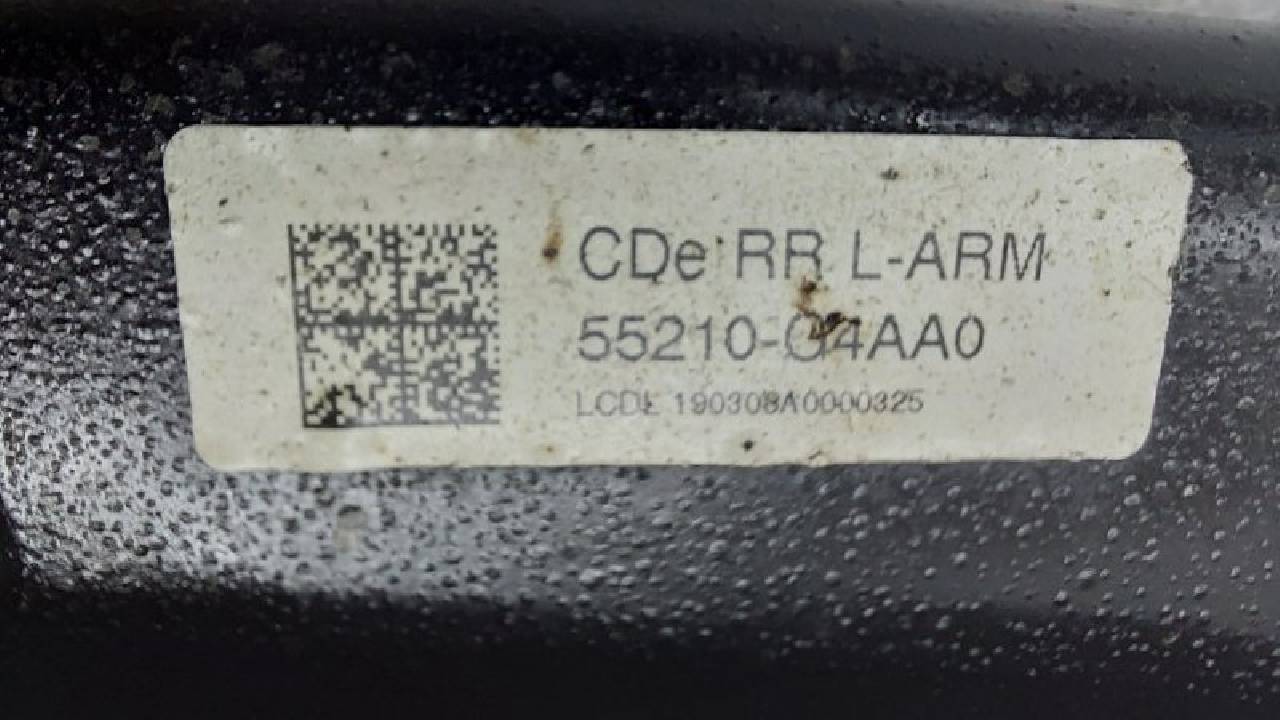 CDe RR L-ARM
55210-G4AA0
LCDE 190308A0000325